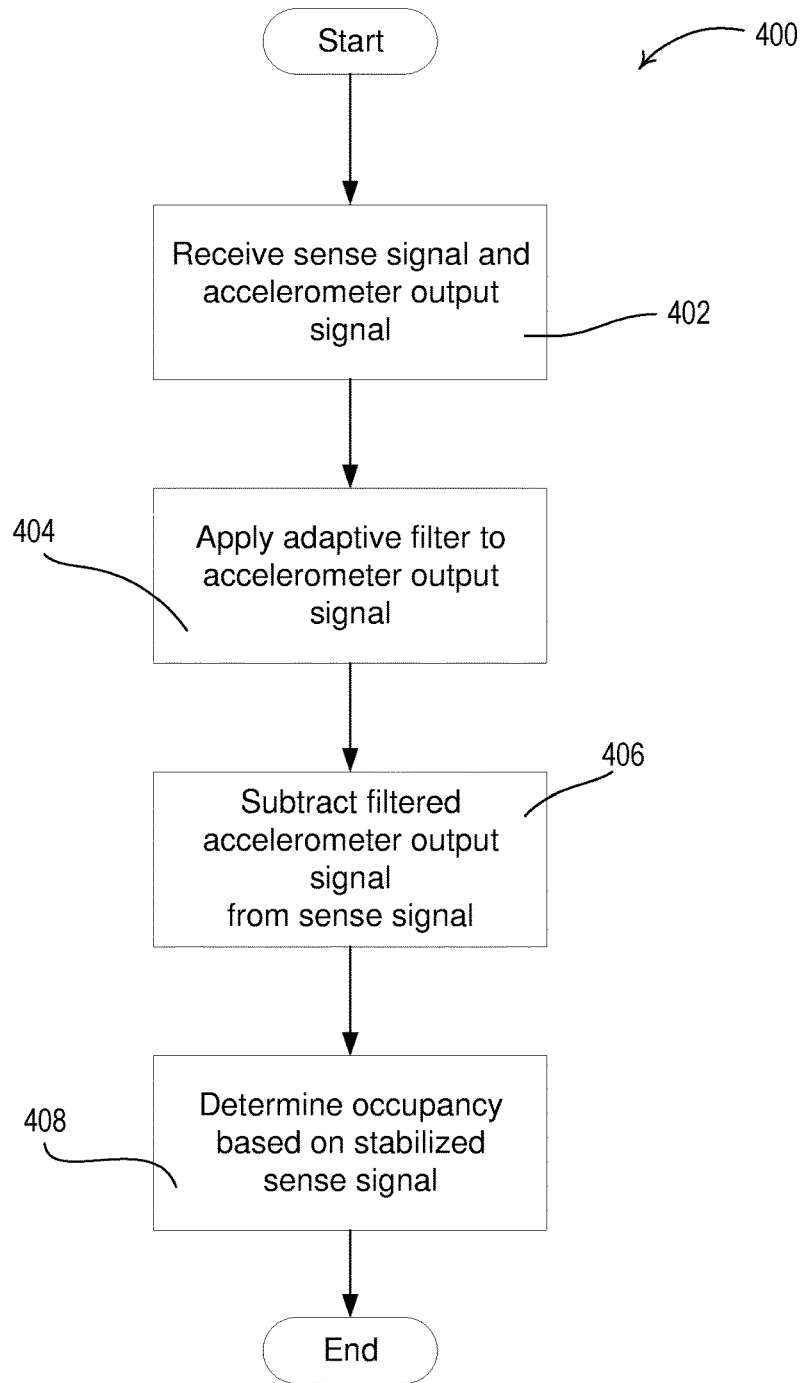 Start
400
Receive sense signal and
accelerometer output
signal
402
404
Apply adaptive filter to
accelerometer output
signal
406
Subtract filtered
accelerometer output
signal
from sense signal
408
Determine occupancy
based on stabilized
sense signal
End